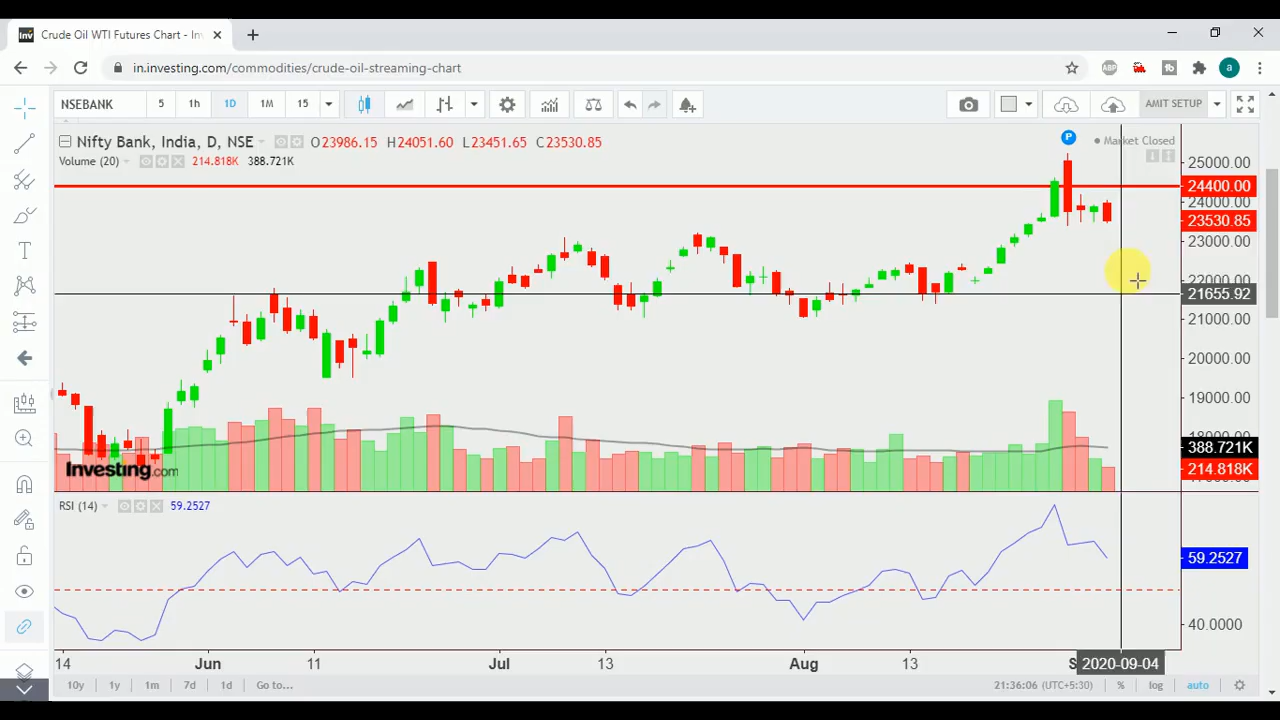 Crude Oil WTI Futures Chart - In
in.investing.com/commodities/crude-oil-streaming-chart
ABP
a
NSEBANK 5 1h 1D 1M 15 AMIT SETUP
Nifty Bank, India, D, NSE O23986.15 H24051.60 L23451.65 C23530.85
P
Market Closed
Volume (20) 214.818K 388.721K
25000.00
24400.00
24000.00
23530.85
23000.00
22000.00
21655.92
21000.00
20000.00
19000.00
18000.00
388.721K
214.818K
Investing.com
RSI (14) 59.2527
59.2527
40.0000
14 Jun 11 Jul 13 Aug 13 2020-09-04
10y 1y 1m 7d 1d Go to... 21:36:06 (UTC+5:30) % log auto